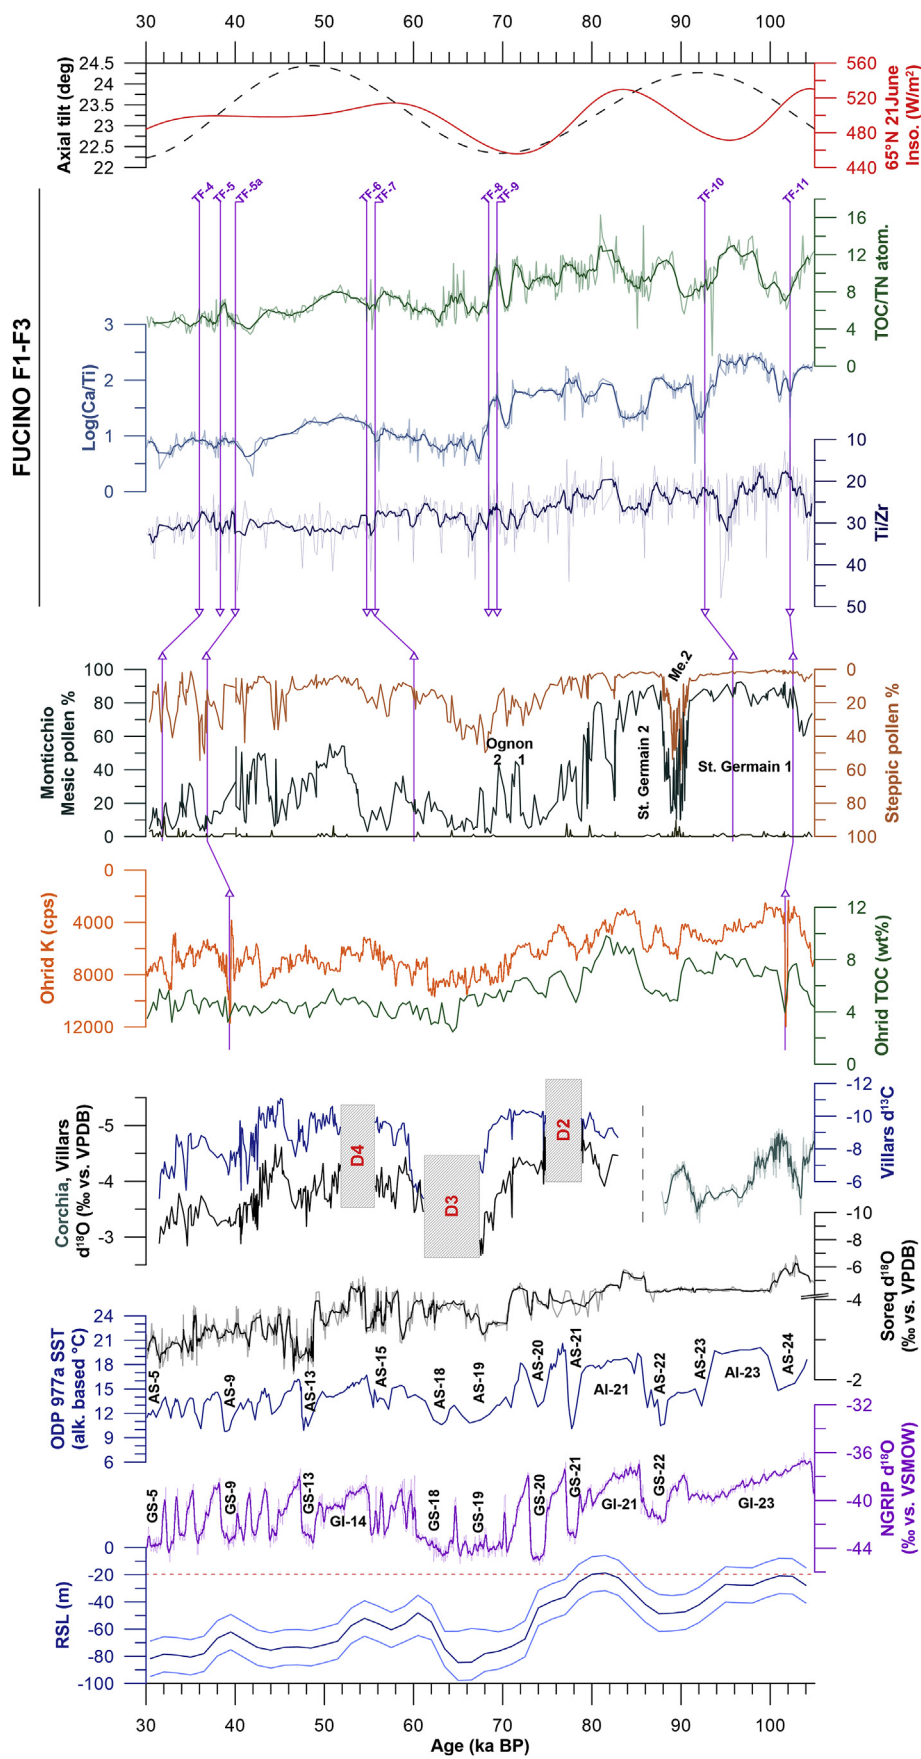 30 40 50 60 70 80 90 100
24.5
24
23.5
23
22.5
22
Axial tilt (deg)
560
520
480
440
65°N 21June
Inso. (W/m²)
TF-4 TF-5 TF-5a TF-6 TF-7 TF-8 TF-9 TF-10 TF-11
FUCINO F1-F3
16
12
8
4
0
TOC/TN atom.
3
2
1
0
Log(Ca/Ti)
10
20
30
40
50
Ti/Zr
100
80
60
40
20
0
Monticchio
Mesic pollen %
0
20
40
60
80
100
Steppic pollen %
Me.2
Ognon
2 1
St. Germain 2
St. Germain 1
0
4000
8000
12000
Ohrid K (cps)
12
8
4
0
Ohrid TOC (wt%)
-5
-4
-3
Corchia, Villars
d¹⁸O (‰ vs. VPDB)
-12
-10
-8
-6
Villars d¹³C
D4
D3
D2
-10
-8
-6
-4
-2
Soreq d¹⁸O
(‰ vs. VPDB)
24
21
18
15
12
9
6
ODP 977a SST
(alk. based °C)
AS-5 AS-9 AS-13 AS-15 AS-18 AS-19 AS-20 AS-21 AI-21 AS-22 AS-23 AI-23 AS-24
-32
-36
-40
-44
NGRIP d¹⁸O
(‰ vs. VSMOW)
GS-5 GS-9 GS-13 GI-14 GS-18 GS-19 GS-20 GS-21 GI-21 GS-22 GI-23
0
-20
-40
-60
-80
-100
RSL (m)
30 40 50 60 70 80 90 100
Age (ka BP)